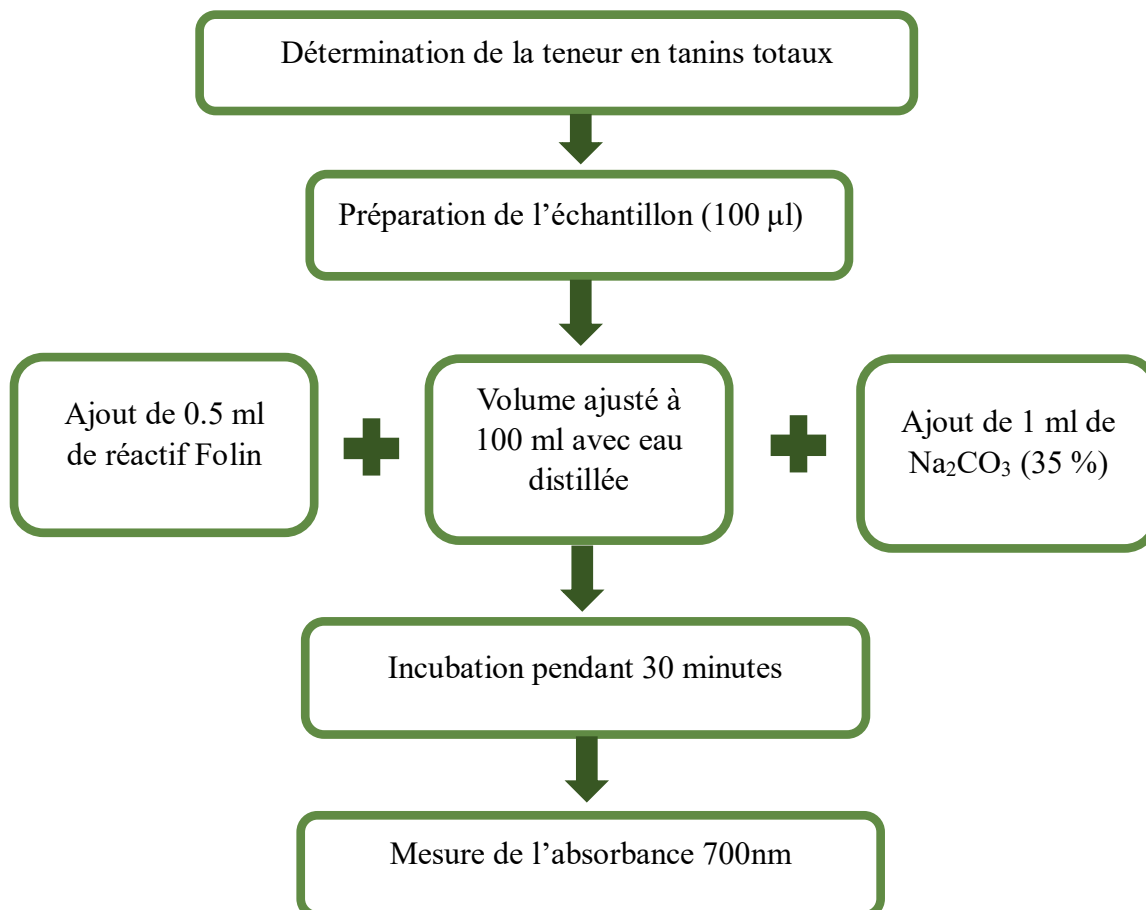 Détermination de la teneur en tanins totaux
Préparation de l’échantillon (100 µl)
Ajout de 0.5 ml
de réactif Folin
Volume ajusté à
100 ml avec eau
distillée
Ajout de 1 ml de
Na₂CO₃ (35 %)
Incubation pendant 30 minutes
Mesure de l’absorbance 700nm